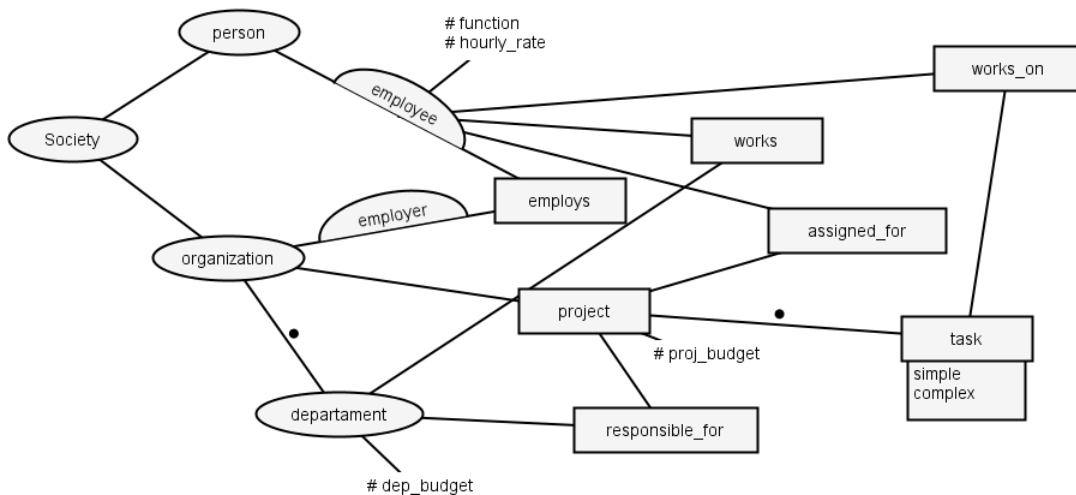 person
# function
# hourly_rate
works_on
employee
Society
works
employs
employer
assigned_for
organization
project
task
# proj_budget
simple
complex
departament
responsible_for
# dep_budget